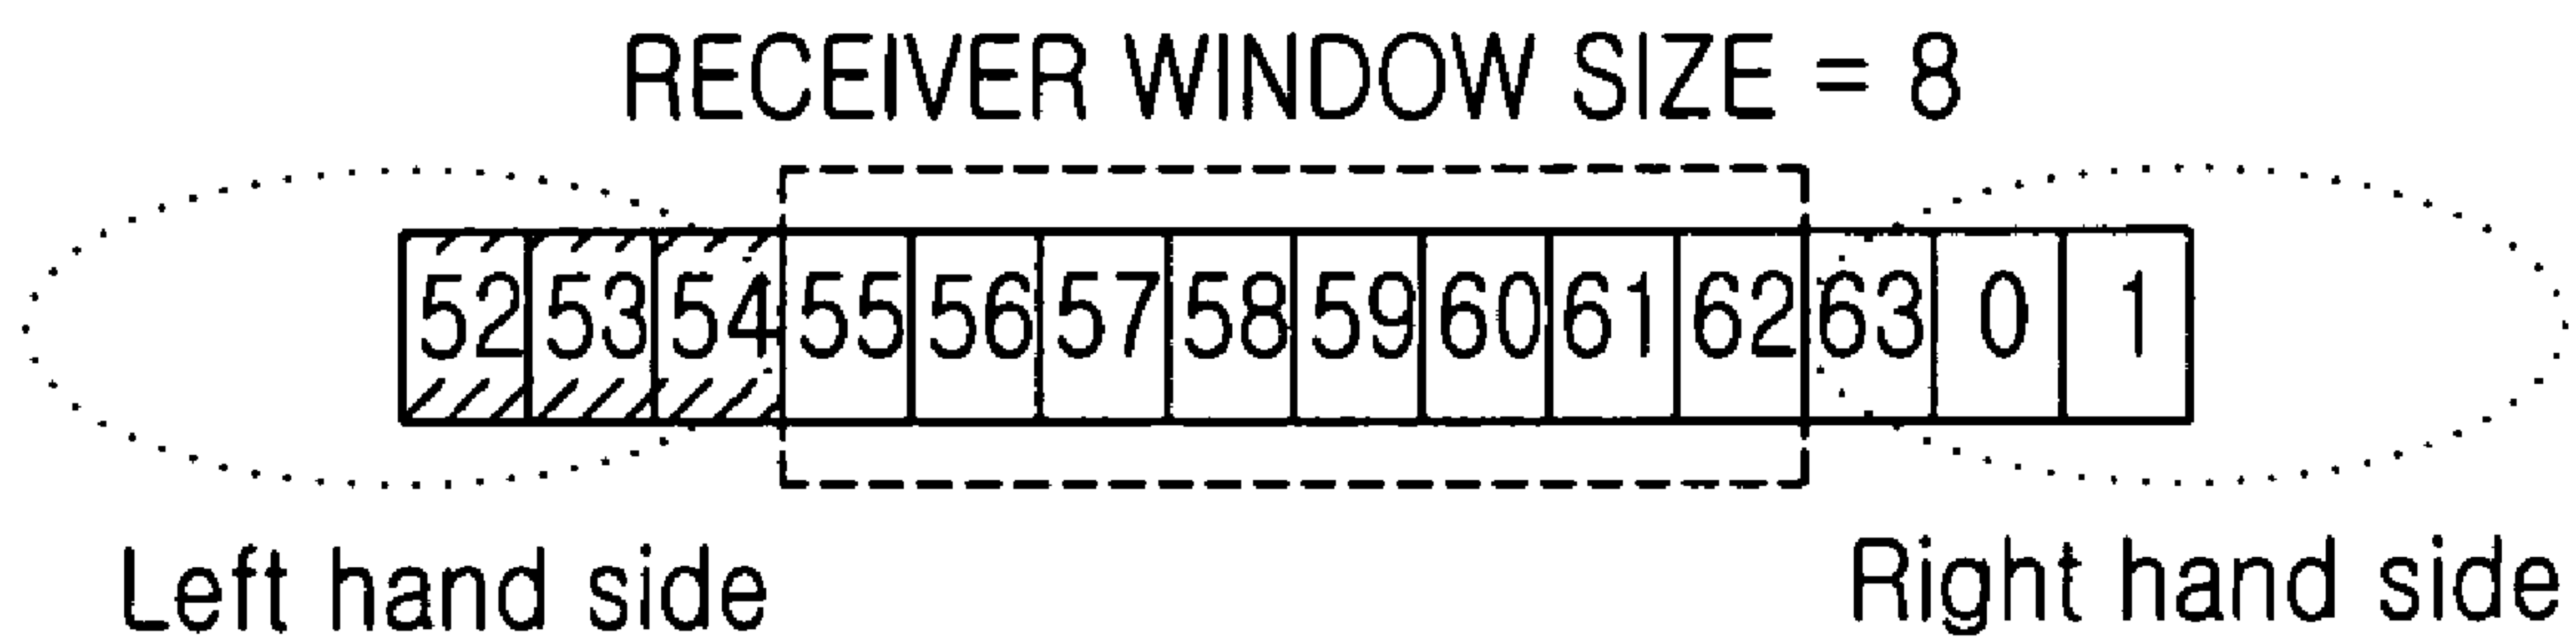 RECEIVER WINDOW SIZE = 8
52 53 54 55 56 57 58 59 60 61 62 63 0 1
Left hand side
Right hand side